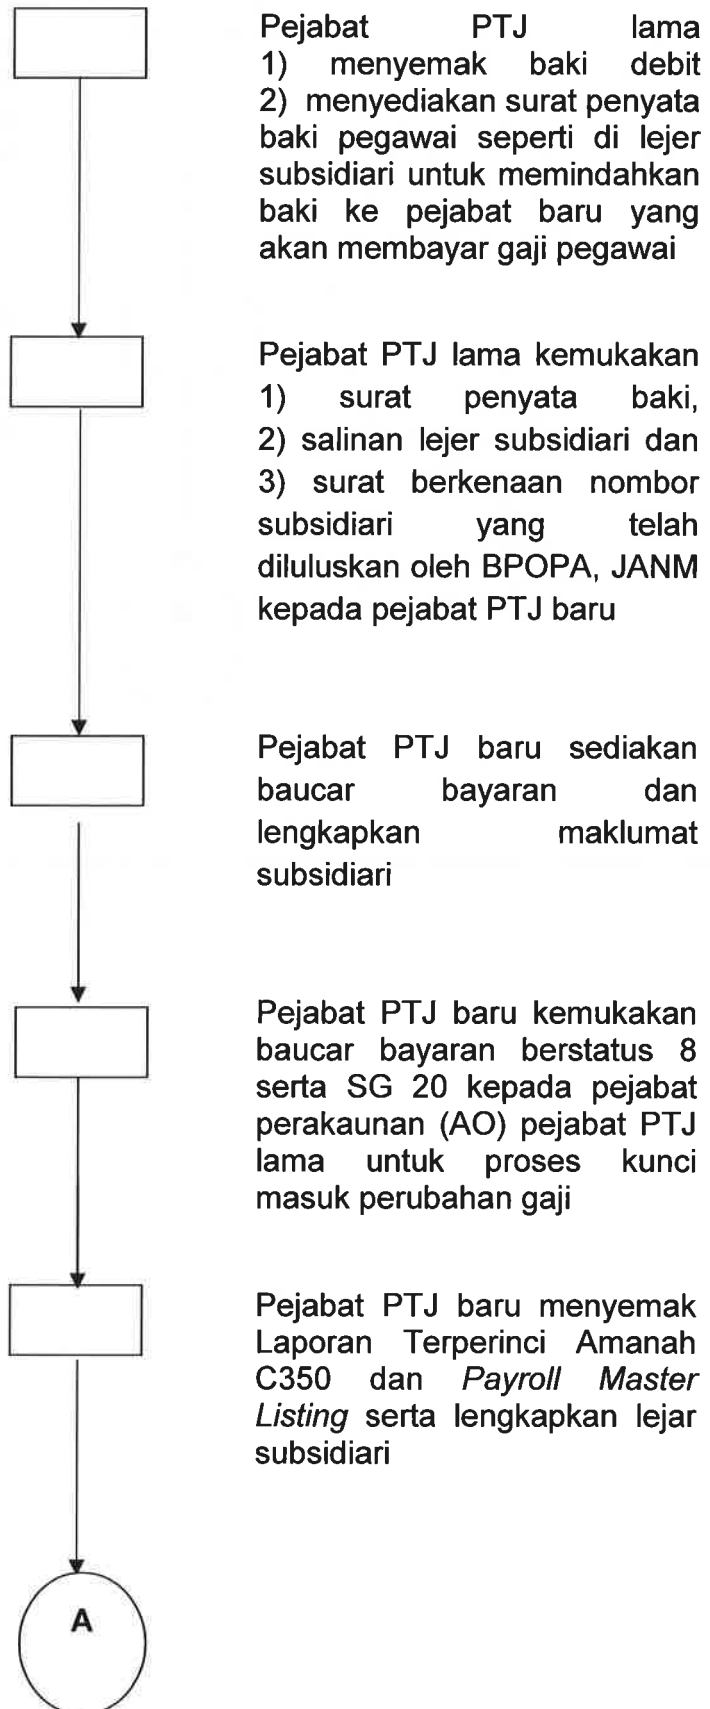 Pejabat PTJ lama
1) menyemak baki debit
2) menyediakan surat penyata
baki pegawai seperti di lejer
subsidiari untuk memindahkan
baki ke pejabat baru yang
akan membayar gaji pegawai
Pejabat PTJ lama kemukakan
1) surat penyata baki,
2) salinan lejer subsidiari dan
3) surat berkenaan nombor
subsidiari yang telah
diluluskan oleh BPOPA, JANM
kepada pejabat PTJ baru
Pejabat PTJ baru sediakan
baucar bayaran dan
lengkapkan maklumat
subsidiari
Pejabat PTJ baru kemukakan
baucar bayaran berstatus 8
serta SG 20 kepada pejabat
perakaunan (AO) pejabat PTJ
lama untuk proses kunci
masuk perubahan gaji
Pejabat PTJ baru menyemak
Laporan Terperinci Amanah
C350 dan Payroll Master
Listing serta lengkapkan lejar
subsidiari
A